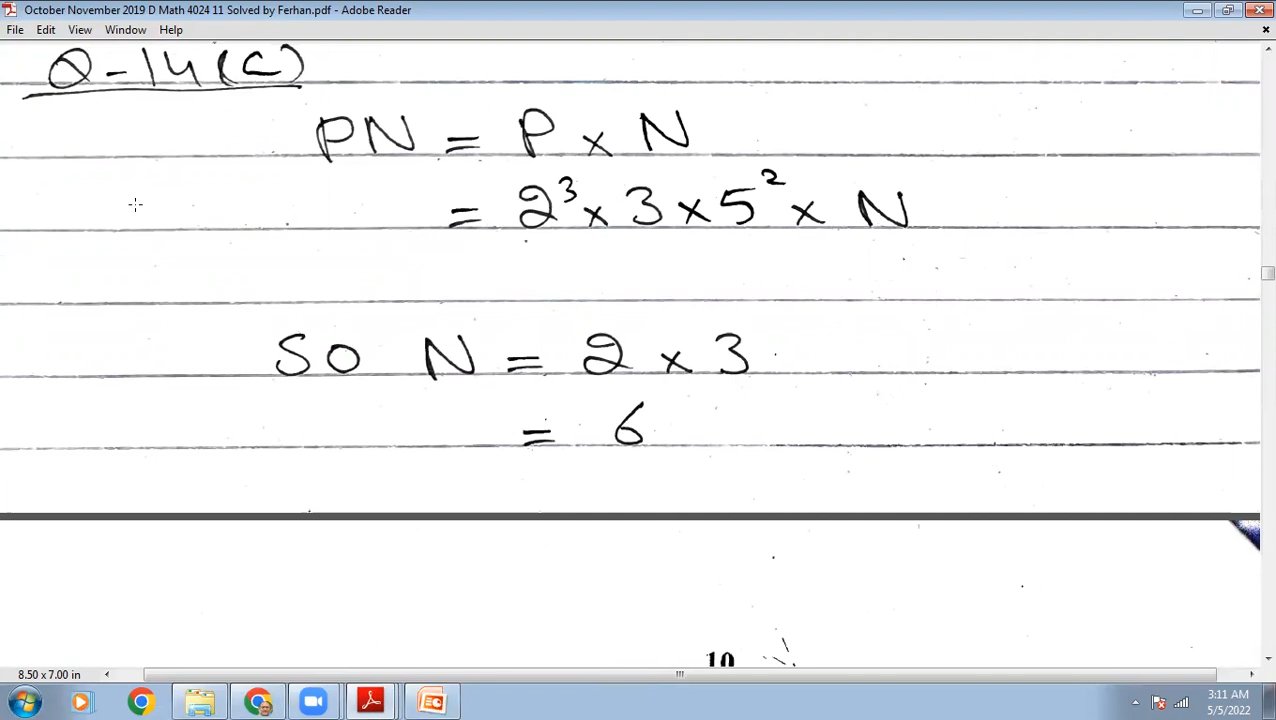 October November 2019 D Math 4024 11 Solved by Ferhan.pdf - Adobe Reader
File Edit View Window Help
Q-14(C)
PN = P × N
= 2³ × 3 × 5² × N
SO N = 2 × 3
= 6
10
8.50 x 7.00 in
3:11 AM
5/5/2022